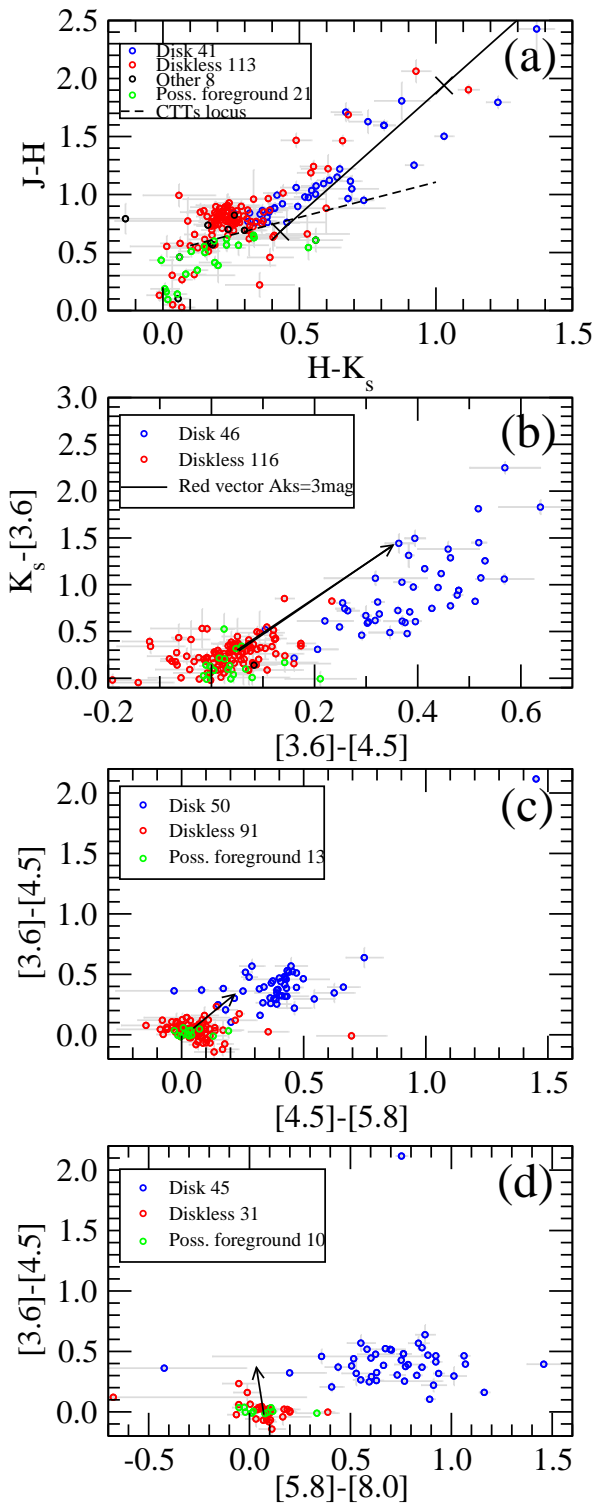 2.5
2.0
1.5
1.0
0.5
0.0
J-H
Disk 41
Diskless 113
Other 8
Poss. foreground 21
CTTs locus
(a)
0.0 0.5 1.0 1.5
H-Ks
3.0
2.5
2.0
1.5
1.0
0.5
0.0
Ks-[3.6]
Disk 46
Diskless 116
Red vector Aks=3mag
(b)
-0.2 0.0 0.2 0.4 0.6
[3.6]-[4.5]
2.0
1.5
1.0
0.5
0.0
[3.6]-[4.5]
Disk 50
Diskless 91
Poss. foreground 13
(c)
0.0 0.5 1.0 1.5
[4.5]-[5.8]
2.0
1.5
1.0
0.5
0.0
[3.6]-[4.5]
Disk 45
Diskless 31
Poss. foreground 10
(d)
-0.5 0.0 0.5 1.0 1.5
[5.8]-[8.0]